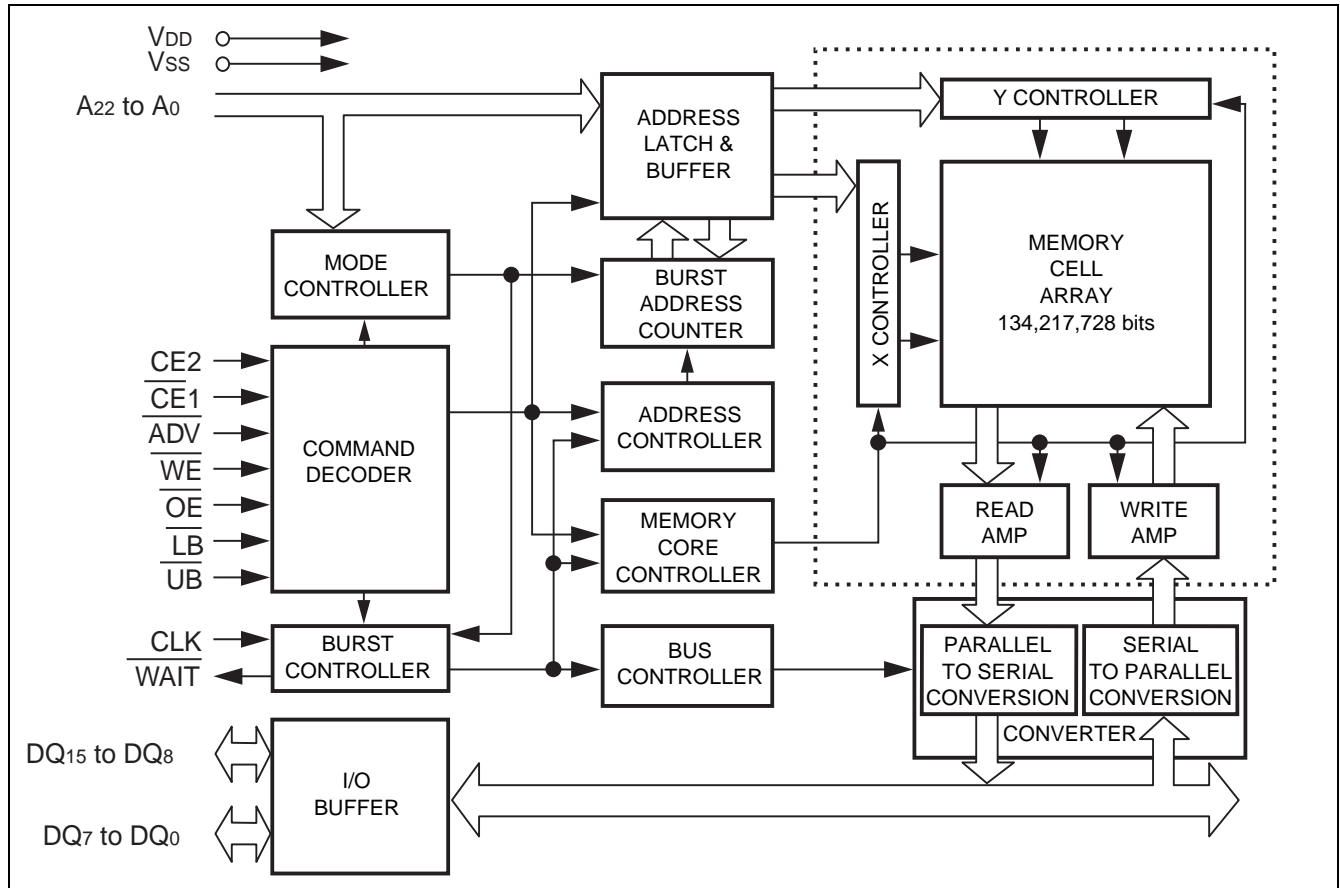 VDD
VSS
A22 to A0
ADDRESS
LATCH &
BUFFER
Y CONTROLLER
X CONTROLLER
MEMORY
CELL
ARRAY
134,217,728 bits
MODE
CONTROLLER
BURST
ADDRESS
COUNTER
CE2
CE1
ADV
WE
OE
LB
UB
COMMAND
DECODER
ADDRESS
CONTROLLER
MEMORY
CORE
CONTROLLER
READ
AMP
WRITE
AMP
CLK
WAIT
BURST
CONTROLLER
BUS
CONTROLLER
PARALLEL
TO SERIAL
CONVERSION
SERIAL
TO PARALLEL
CONVERSION
CONVERTER
DQ15 to DQ8
DQ7 to DQ0
I/O
BUFFER